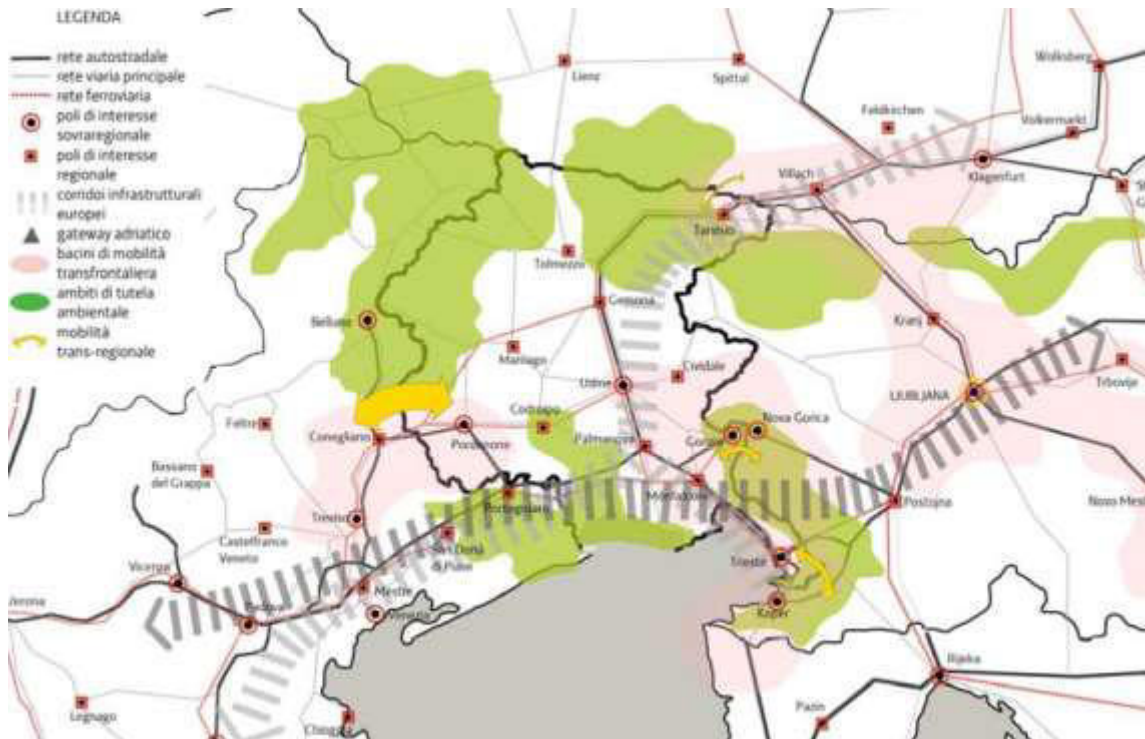 LEGENDA
rete autostradale
rete viaria principale
rete ferroviaria
poli di interesse
sovraregionale
poli di interesse
regionale
corridoi infrastrutturali
europei
gateway adriatico
bacini di mobilità
transfrontaliera
ambiti di tutela
ambientale
mobilità
trans-regionale
Lienz
Spittal
Wolksberg
Feldkirchen
Volkermarkt
Klagenfurt
Villach
Tarvisio
Tolmezzo
Gemona
Kranj
Belluno
Maniago
Cividale
Udine
Trbovlje
LJUBLJANA
Codroipo
Nova Gorica
Feltre
Conegliano
Pordenone
Palmanova
Gorizia
Bassano
del Grappa
Monfalcone
Portogruaro
Postojna
Novo Mest
Treviso
Castelfranco
Veneto
San Donà
di Piave
Trieste
Vicenza
Mestre
Koper
Verona
Padova
Venezia
Rijeka
Legnago
Pazin